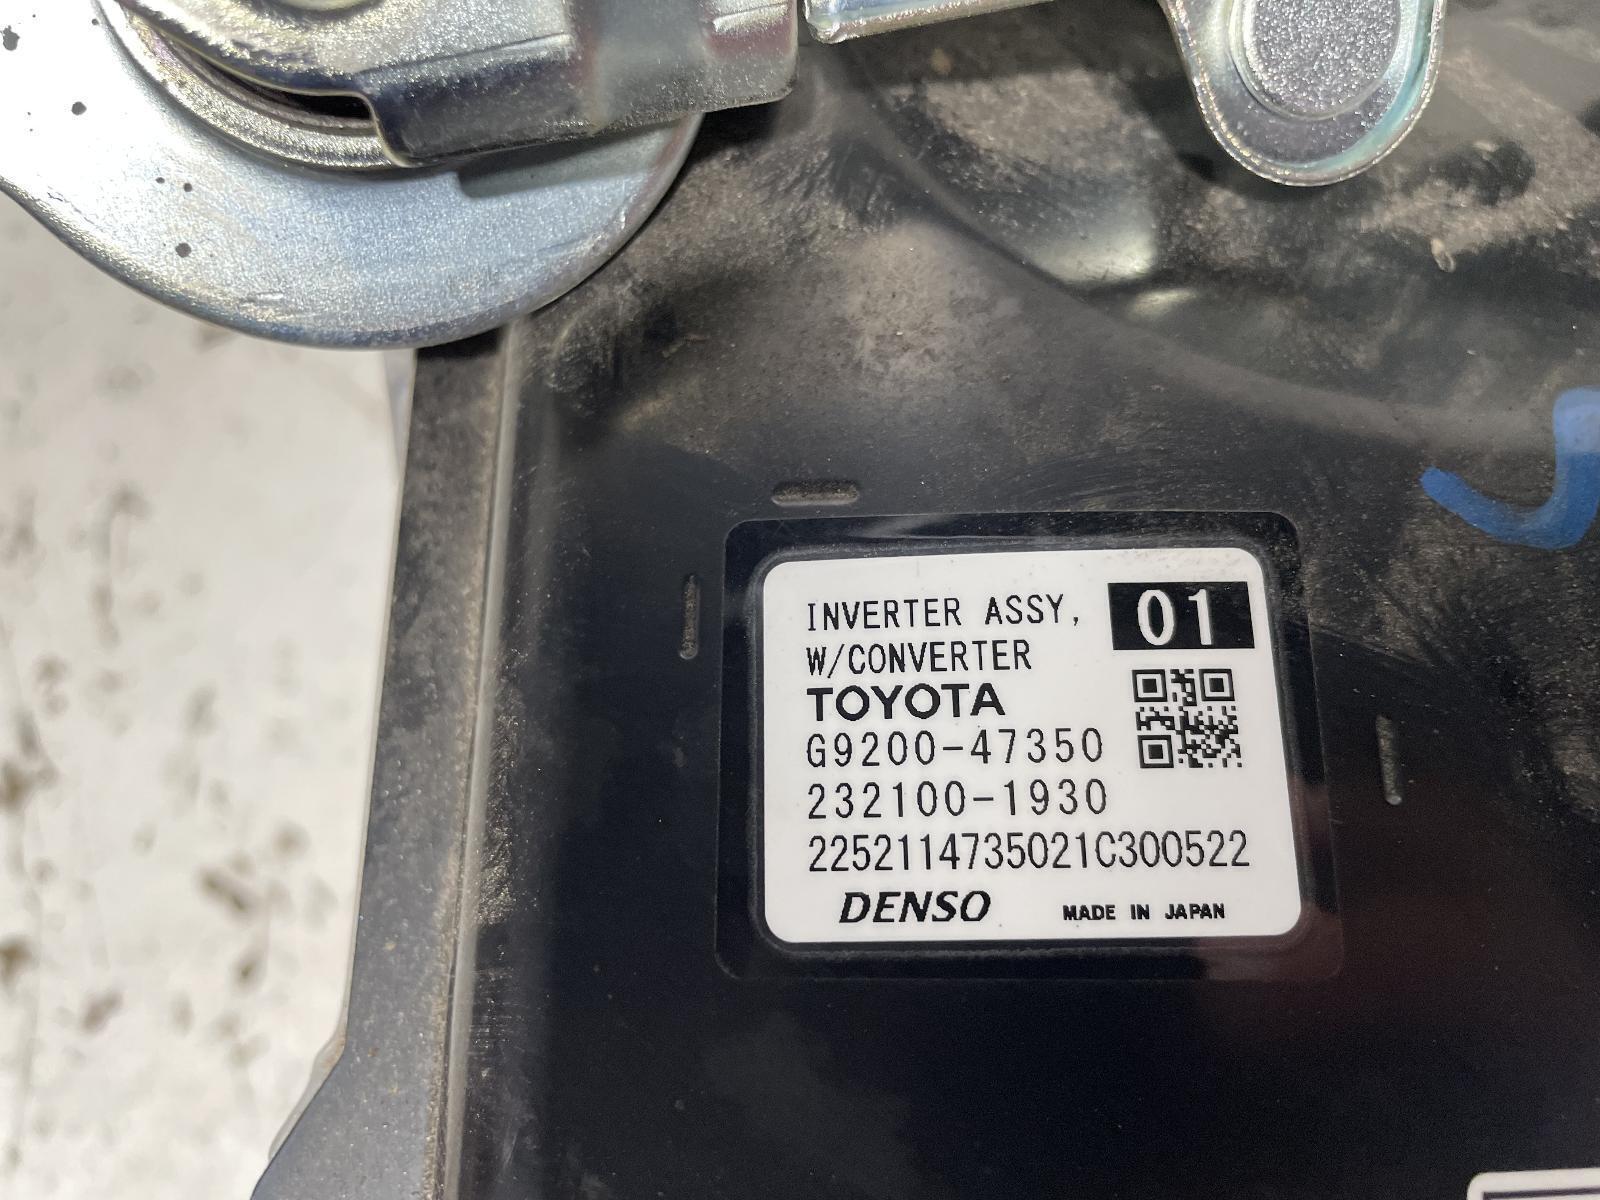 INVERTER ASSY, 01
W/CONVERTER
TOYOTA
G9200-47350
232100-1930
2252114735021C300522
DENSO MADE IN JAPAN